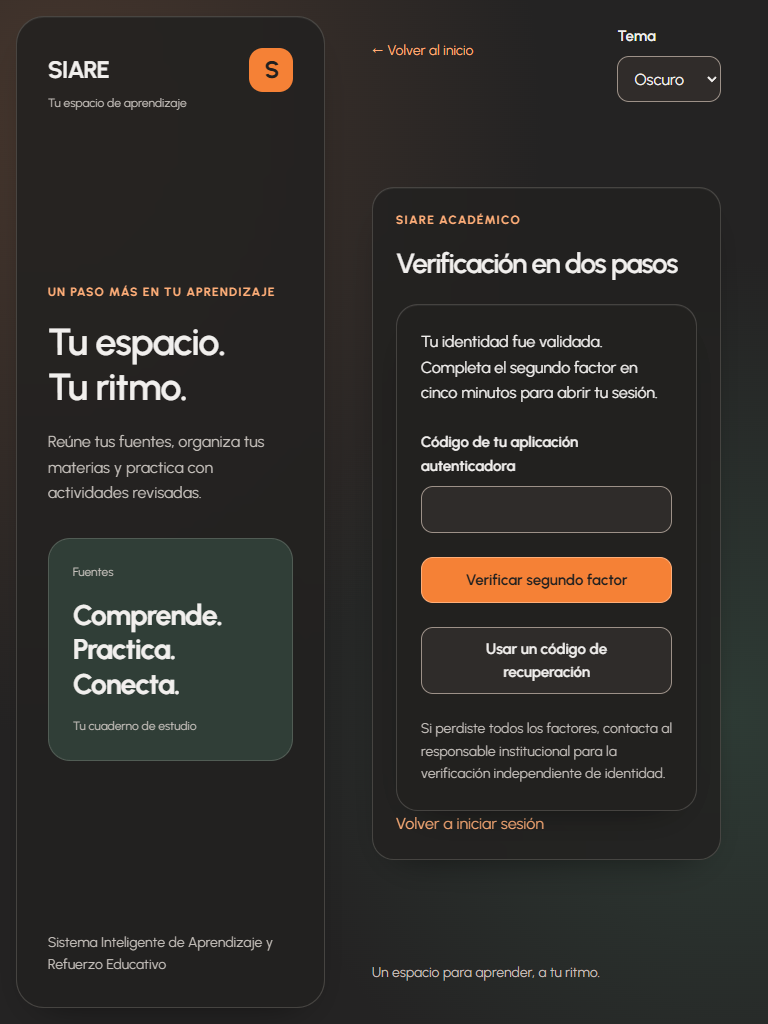 SIARE
S
Tu espacio de aprendizaje
UN PASO MÁS EN TU APRENDIZAJE
Tu espacio.
Tu ritmo.
Reúne tus fuentes, organiza tus
materias y practica con
actividades revisadas.
Fuentes
Comprende.
Practica.
Conecta.
Tu cuaderno de estudio
Sistema Inteligente de Aprendizaje y
Refuerzo Educativo
← Volver al inicio
Tema
Oscuro
SIARE ACADÉMICO
Verificación en dos pasos
Tu identidad fue validada.
Completa el segundo factor en
cinco minutos para abrir tu sesión.
Código de tu aplicación
autenticadora
Verificar segundo factor
Usar un código de
recuperación
Si perdiste todos los factores, contacta al
responsable institucional para la
verificación independiente de identidad.
Volver a iniciar sesión
Un espacio para aprender, a tu ritmo.